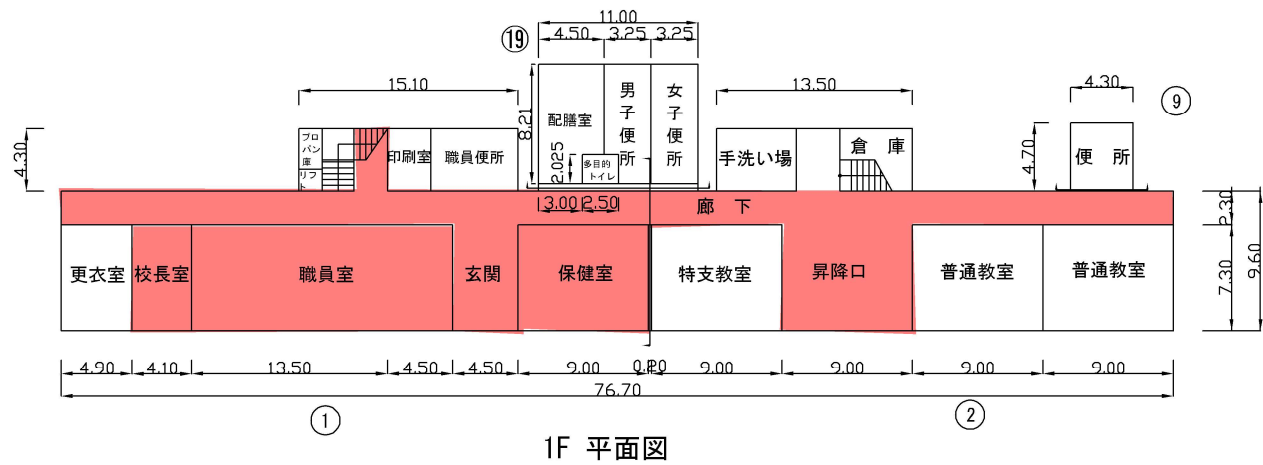 11.00
⑲
4.50
3.25
3.25
15.10
13.50
4.30
⑨
8.21
配膳室
男子便所
女子便所
4.30
プロパン庫
リフト
印刷室
職員便所
2.025
多目的
トイレ
手洗い場
倉 庫
4.70
便 所
3.00
2.50
廊 下
2.30
更衣室
校長室
職員室
玄関
保健室
特支教室
昇降口
普通教室
普通教室
7.30
9.60
4.90
4.10
13.50
4.50
4.50
9.00
0.20
9.00
9.00
9.00
9.00
76.70
①
②
1F 平面図